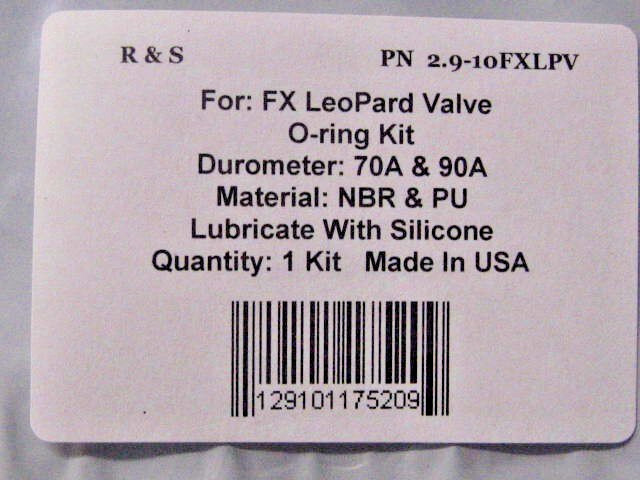 R & S PN 2.9-10FXLPV
For: FX LeoPard Valve
O-ring Kit
Durometer: 70A & 90A
Material: NBR & PU
Lubricate With Silicone
Quantity: 1 Kit Made In USA
129101175209